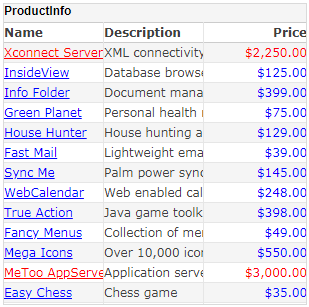 ProductInfo
Name Description Price
Xconnect Server XML connectivity $2,250.00
InsideView Database browse $125.00
Info Folder Document mana $399.00
Green Planet Personal health $75.00
House Hunter House hunting a $129.00
Fast Mail Lightweight ema $39.00
Sync Me Palm power sync $145.00
WebCalendar Web enabled cal $248.00
True Action Java game toolk $398.00
Fancy Menus Collection of me $49.00
Mega Icons Over 10,000 ico $550.00
MeToo AppServe Application serve $3,000.00
Easy Chess Chess game $35.00